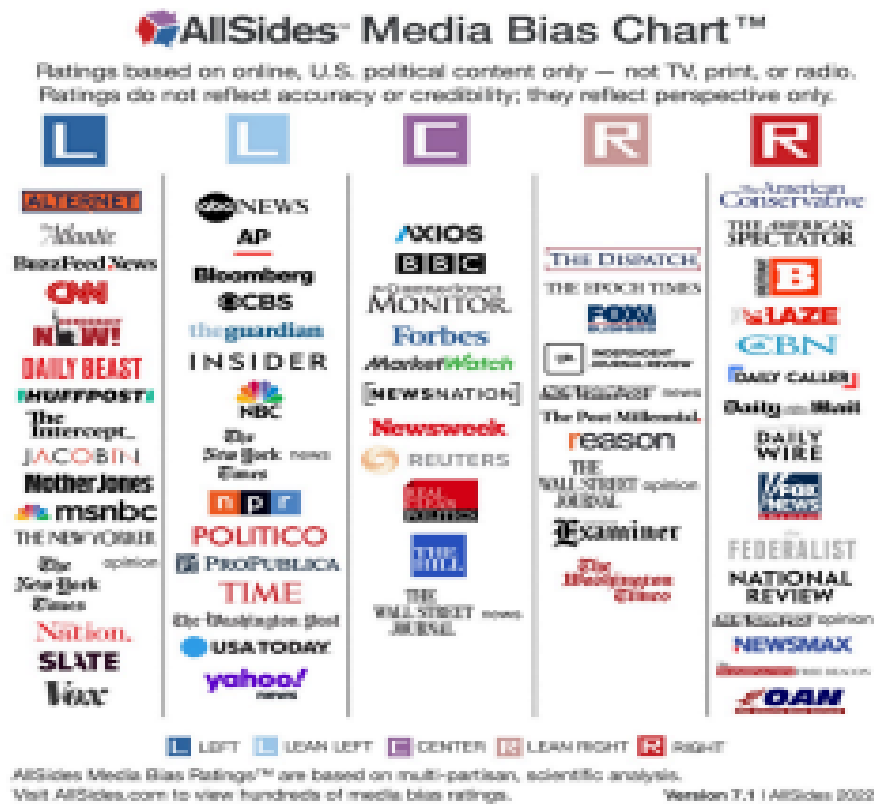 AllSides™ Media Bias Chart™
Ratings based on online, U.S. political content only — not TV, print, or radio.
Ratings do not reflect accuracy or credibility; they reflect perspective only.
L
ALTERNET
The Atlantic
BuzzFeed News
CNN
NOW!
DAILY BEAST
HUFFPOST
The
Intercept_
JACOBIN
Mother Jones
msnbc
THE NEW YORKER
The opinion
New York
Times
Nation.
SLATE
Vox
L
abc NEWS
AP
Bloomberg
CBS
the guardian
INSIDER
NBC
The
New York news
Times
npr
POLITICO
PROPUBLICA
TIME
The Washington Post
USA TODAY
yahoo!
news
C
AXIOS
BBC
MONITOR
Forbes
MarketWatch
[NEWSNATION]
Newsweek
REUTERS
REAL
CLEAR
POLITICS
THE
HILL
THE
WALL STREET news
JOURNAL
R
THE DISPATCH
THE EPOCH TIMES
FOX
BUSINESS
INDEPENDENT
JOURNAL REVIEW
news
The Post Millennial.
reason
THE
WALL STREET opinion
JOURNAL
Examiner
The
Washington
Times
R
The American
Conservative
THE AMERICAN
SPECTATOR
B
BLAZE
CBN
DAILY CALLER
Daily Mail
DAILY
WIRE
FOX
NEWS
FEDERALIST
NATIONAL
REVIEW
opinion
NEWSMAX
OAN
L LEFT L LEAN LEFT C CENTER R LEAN RIGHT R RIGHT
AllSides Media Bias Ratings™ are based on multi-partisan, scientific analysis.
Visit AllSides.com to view hundreds of media bias ratings.
Version 7.1 | AllSides 2022